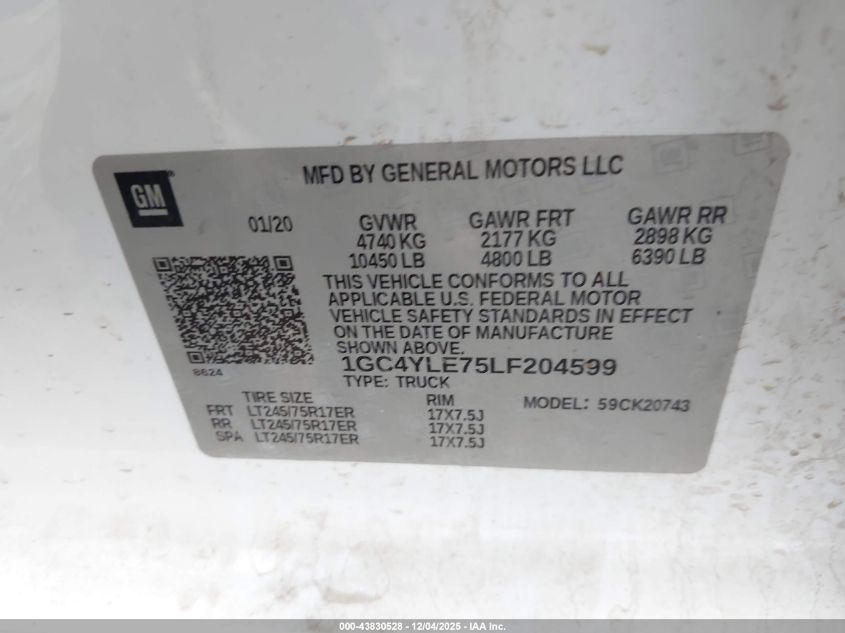 MFD BY GENERAL MOTORS LLC
GM
01/20
GVWR GAWR FRT GAWR RR
4740 KG 2177 KG 2898 KG
10450 LB 4800 LB 6390 LB
THIS VEHICLE CONFORMS TO ALL
APPLICABLE U.S. FEDERAL MOTOR
VEHICLE SAFETY STANDARDS IN EFFECT
ON THE DATE OF MANUFACTURE
SHOWN ABOVE.
8624
1GC4YLE75LF204599
TYPE: TRUCK
TIRE SIZE RIM MODEL: 59CK20743
FRT LT245/75R17ER 17X7.5J
RR LT245/75R17ER 17X7.5J
SPA LT245/75R17ER 17X7.5J
000-43830528 - 12/04/2025 - IAA Inc.